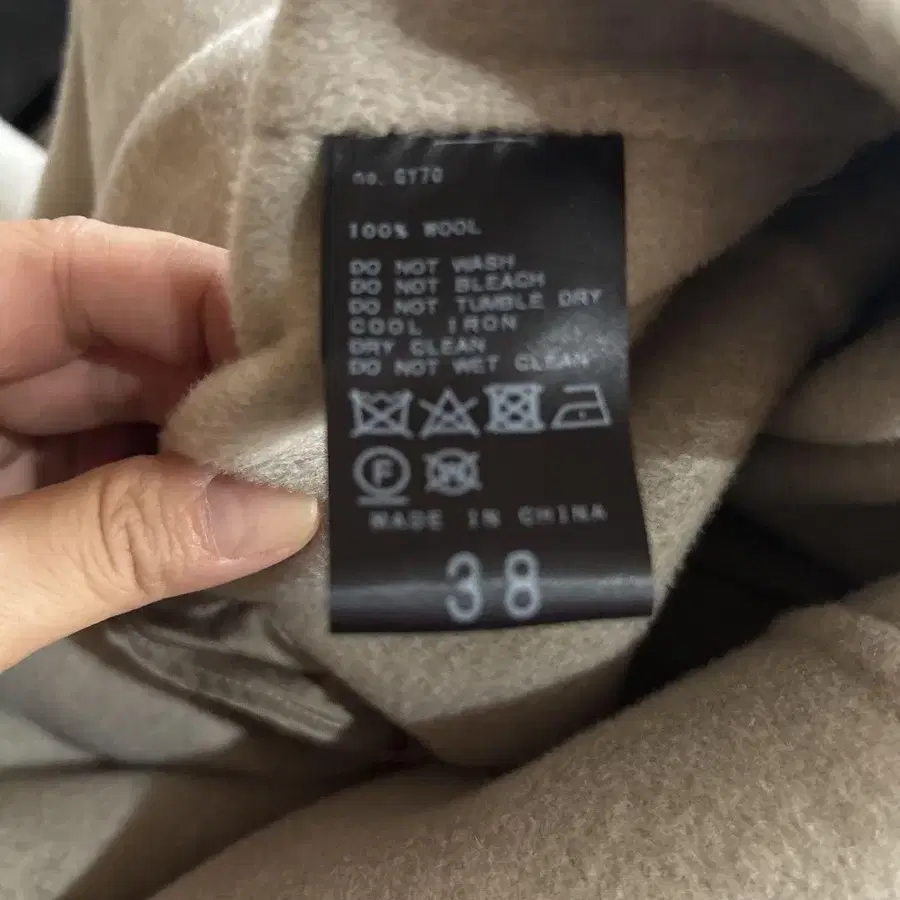 no. GY70
100% WOOL
DO NOT WASH
DO NOT BLEACH
DO NOT TUMBLE DRY
COOL IRON
DRY CLEAN
DO NOT WET CLEAN
F
MADE IN CHINA
38